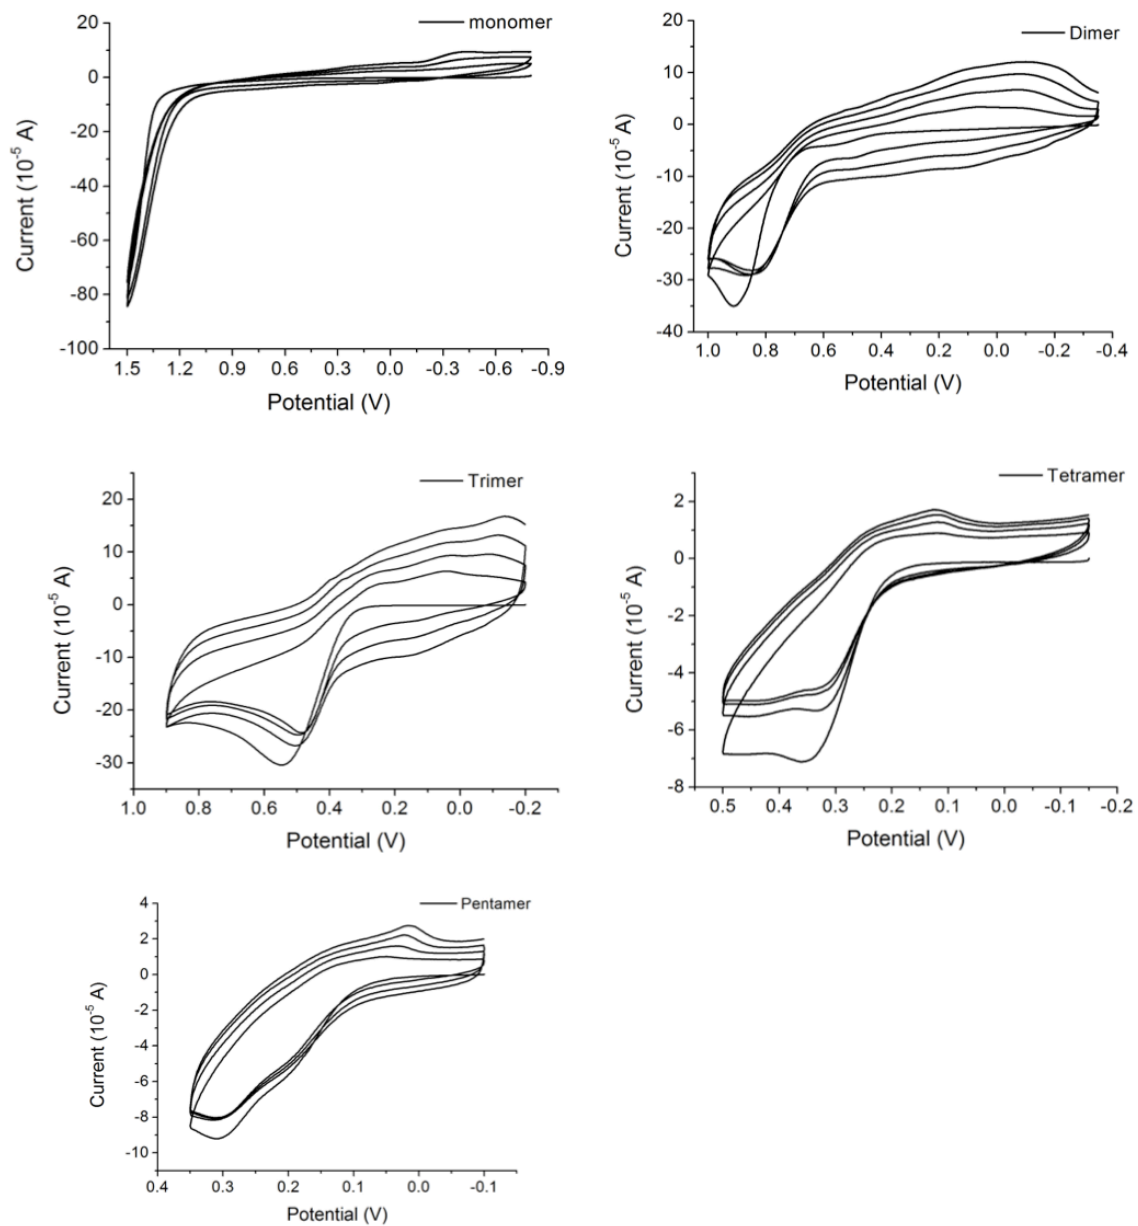 monomer
20
0
-20
-40
-60
-80
-100
Current (10⁻⁵ A)
1.5 1.2 0.9 0.6 0.3 0.0 -0.3 -0.6 -0.9
Potential (V)
Dimer
20
10
0
-10
-20
-30
-40
Current (10⁻⁵ A)
1.0 0.8 0.6 0.4 0.2 0.0 -0.2 -0.4
Potential (V)
Trimer
20
10
0
-10
-20
-30
Current (10⁻⁵ A)
1.0 0.8 0.6 0.4 0.2 0.0 -0.2
Potential (V)
Tetramer
2
0
-2
-4
-6
-8
Current (10⁻⁵ A)
0.5 0.4 0.3 0.2 0.1 0.0 -0.1 -0.2
Potential (V)
Pentamer
4
2
0
-2
-4
-6
-8
-10
Current (10⁻⁵ A)
0.4 0.3 0.2 0.1 0.0 -0.1
Potential (V)